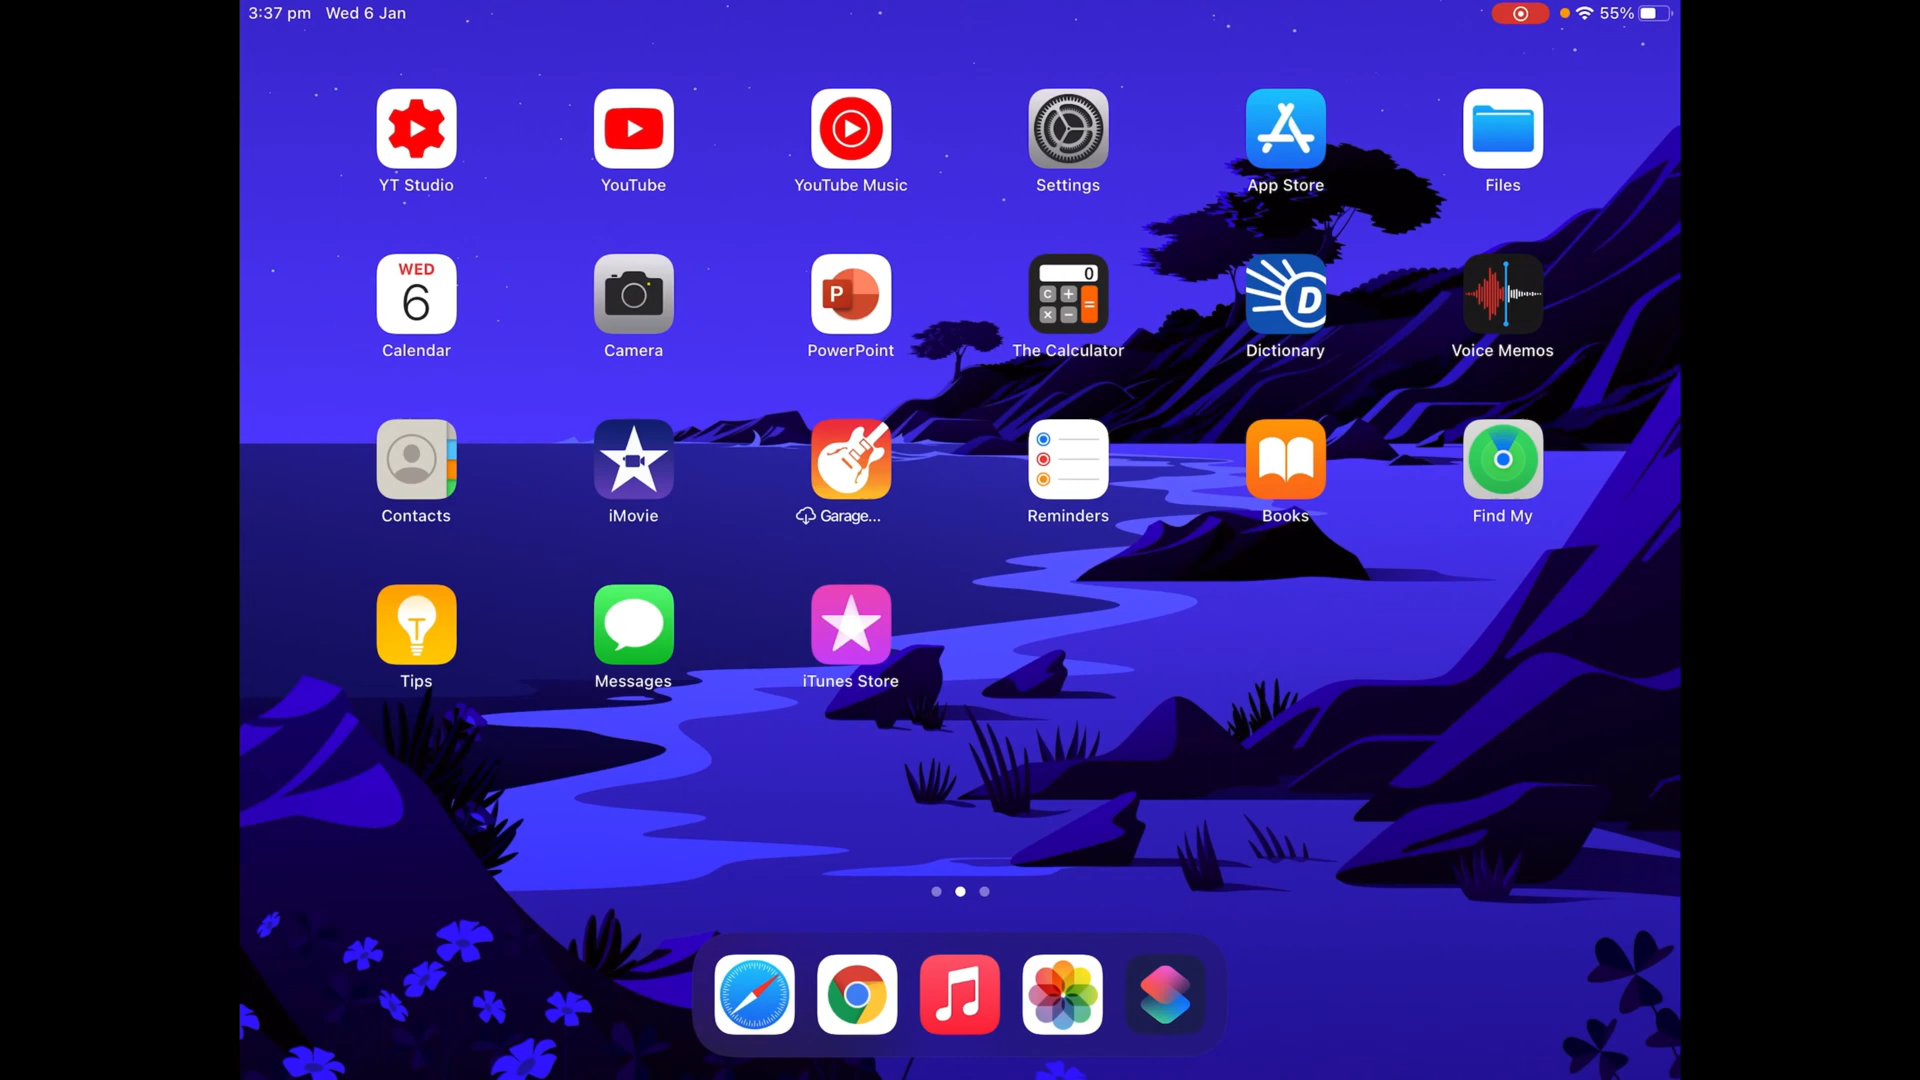 3:37 pm Wed 6 Jan 55%
YT Studio YouTube YouTube Music Settings App Store Files
WED
6
P
0
C +
=
X −
D
Calendar Camera PowerPoint The Calculator Dictionary Voice Memos
Contacts iMovie Garage... Reminders Books Find My
T
Tips Messages iTunes Store